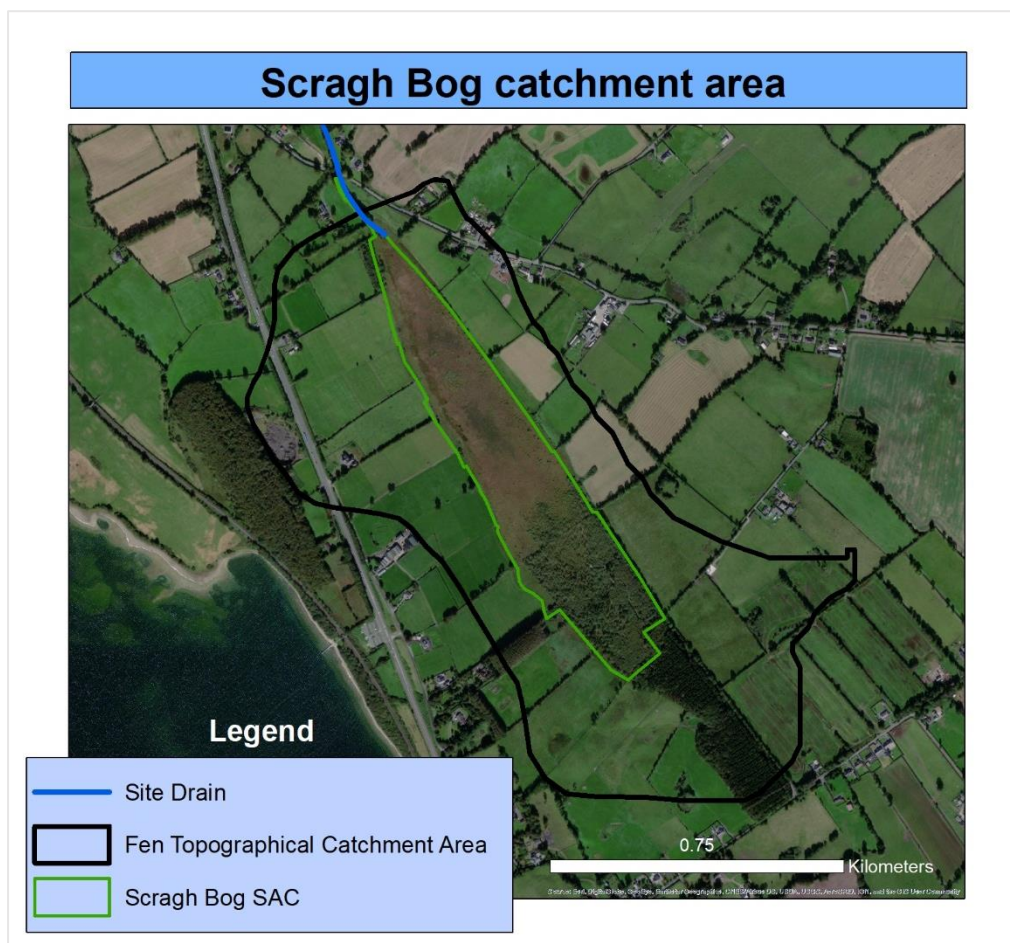 Scragh Bog catchment area
Legend
Site Drain
Fen Topographical Catchment Area
Scragh Bog SAC
0.75
Kilometers